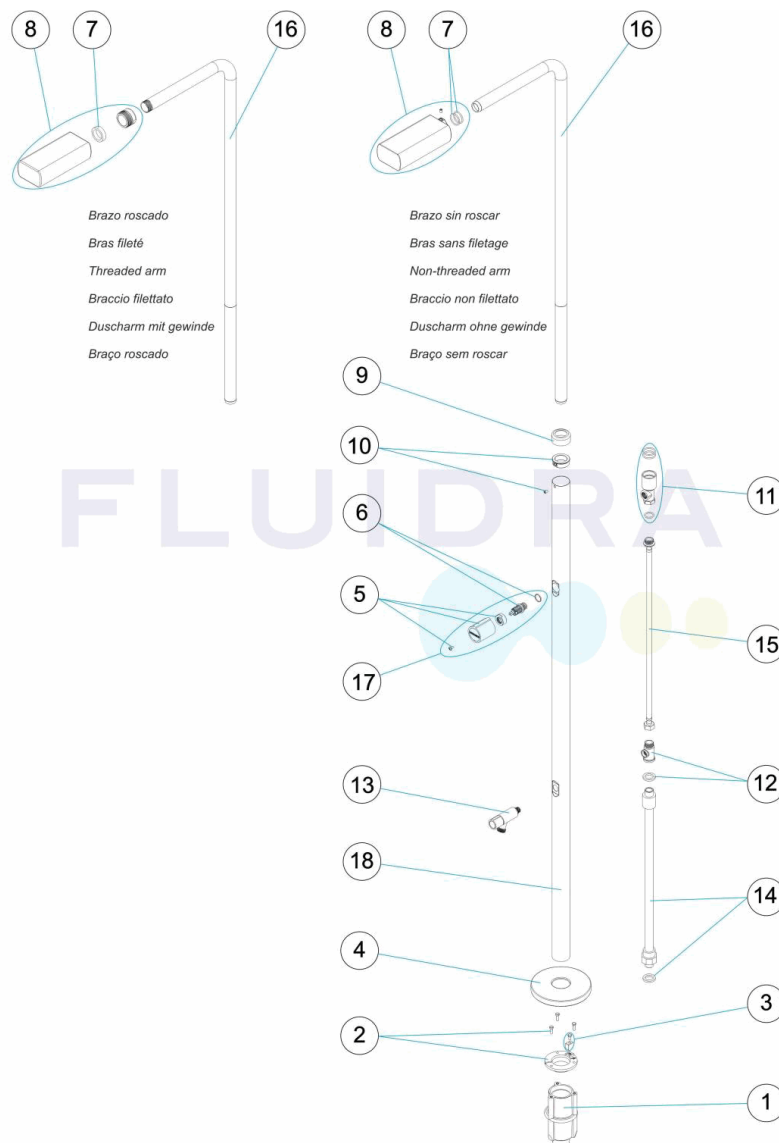 8
7
16
8
7
16
Brazo roscado
Bras fileté
Threaded arm
Braccio filettato
Duscharm mit gewinde
Braço roscado
Brazo sin roscar
Bras sans filetage
Non-threaded arm
Braccio non filettato
Duscharm ohne gewinde
Braço sem roscar
9
10
11
FLUIDRA
6
5
17
15
12
13
18
14
4
3
2
1